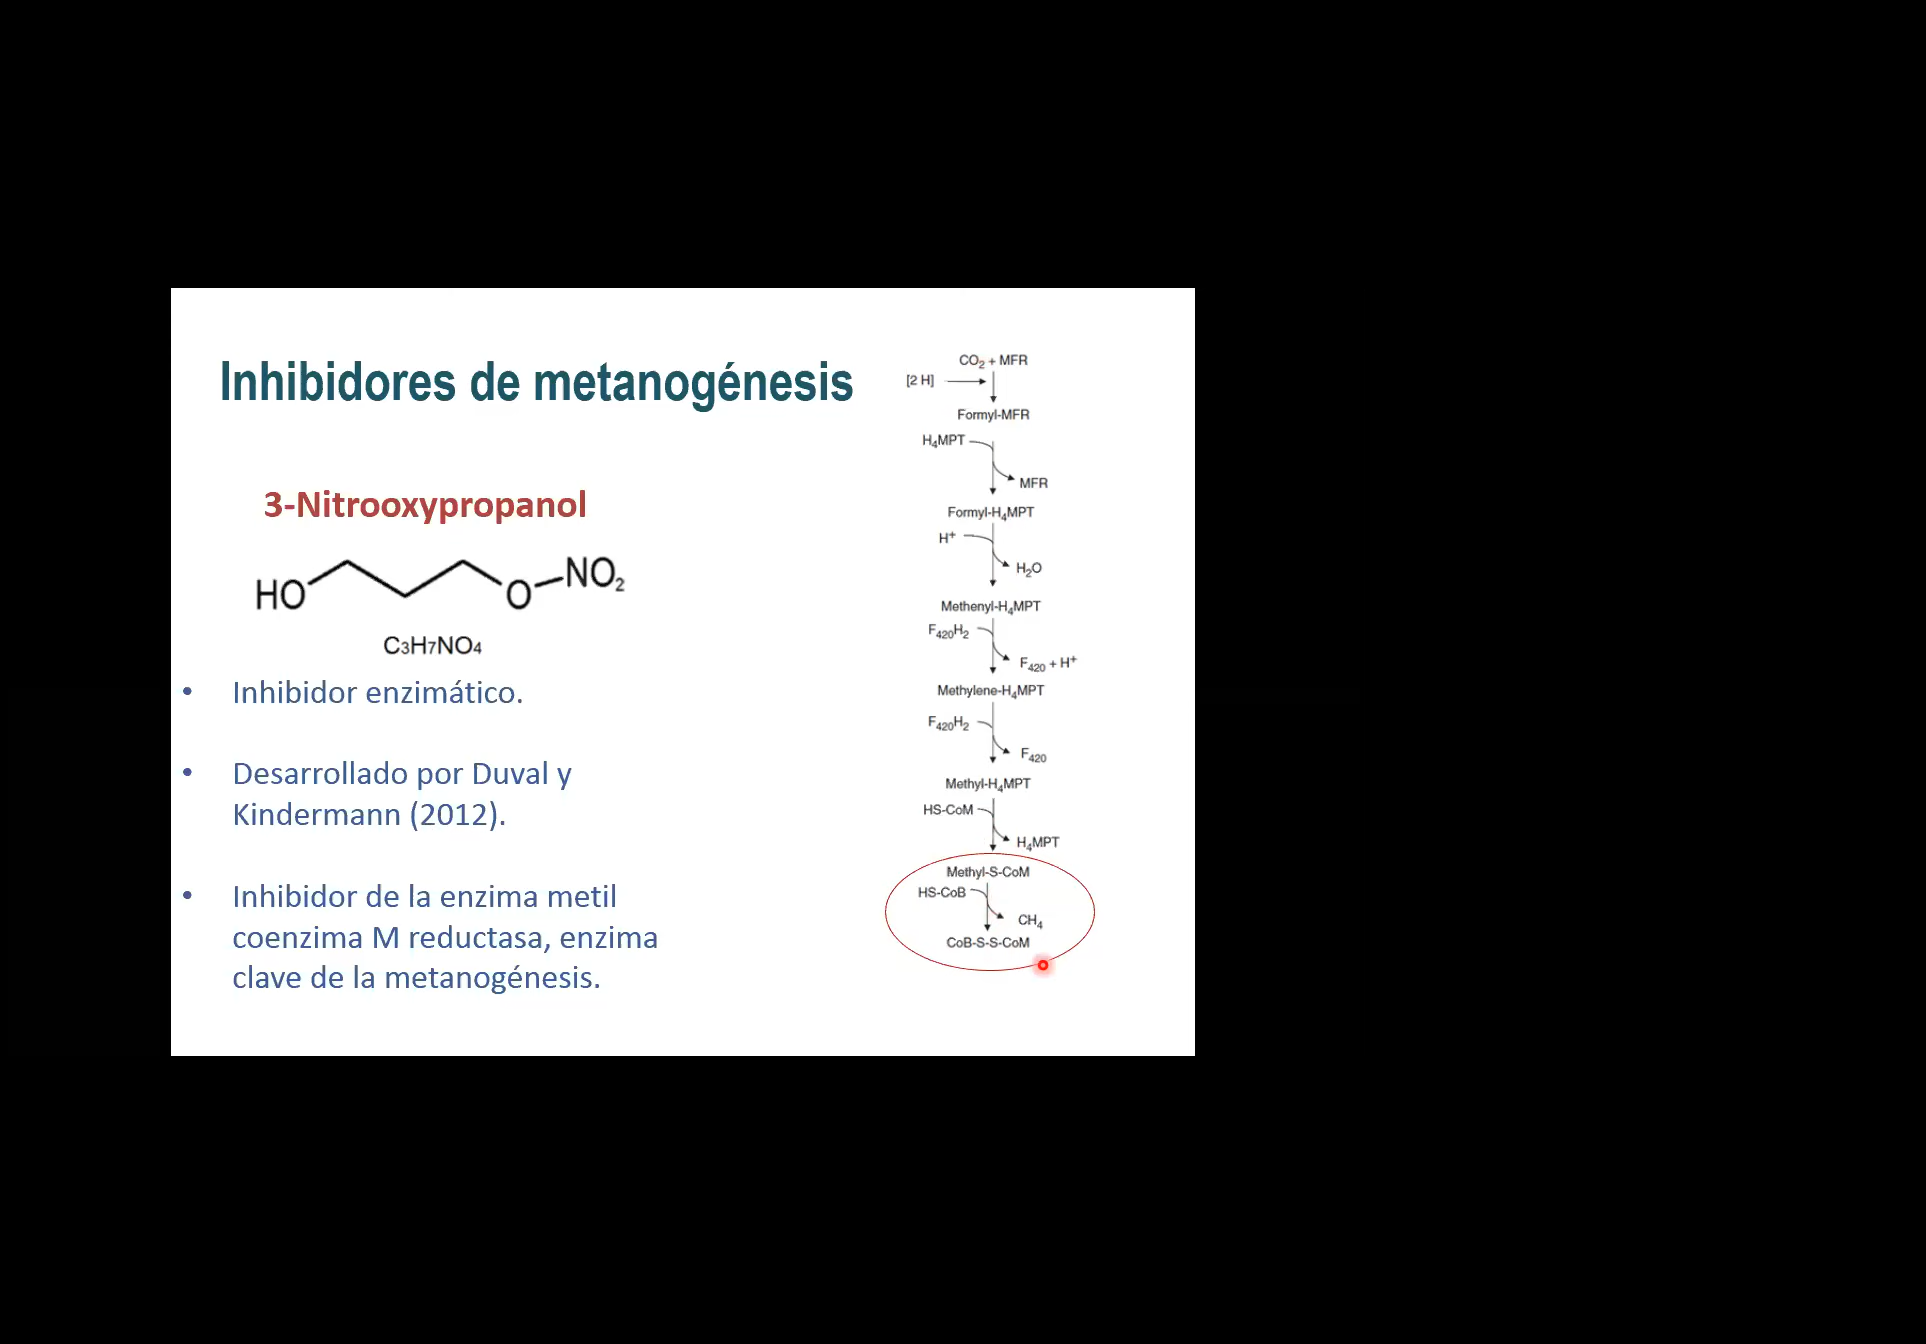 Inhibidores de metanogénesis
3-Nitrooxypropanol
HO
O
NO₂
C₃H₇NO₄
• Inhibidor enzimático.
• Desarrollado por Duval y
Kindermann (2012).
• Inhibidor de la enzima metil
coenzima M reductasa, enzima
clave de la metanogénesis.
CO₂ + MFR
[2 H]
Formyl-MFR
H₄MPT
MFR
Formyl-H₄MPT
H⁺
H₂O
Methenyl-H₄MPT
F₄₂₀H₂
F₄₂₀ + H⁺
Methylene-H₄MPT
F₄₂₀H₂
F₄₂₀
Methyl-H₄MPT
HS-CoM
H₄MPT
Methyl-S-CoM
HS-CoB
CH₄
CoB-S-S-CoM